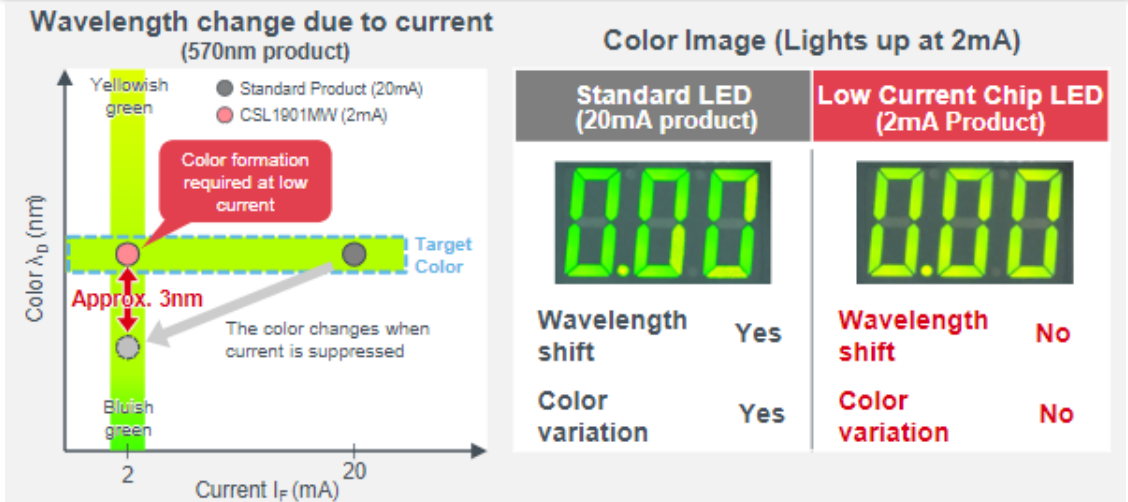 Wavelength change due to current
(570nm product)
Yellowish
green
Standard Product (20mA)
CSL1901MW (2mA)
Color formation
required at low
current
Target
Color
Approx. 3nm
The color changes when
current is suppressed
Bluish
green
Color λD (nm)
2
20
Current IF (mA)
Color Image (Lights up at 2mA)
Standard LED
(20mA product)
Low Current Chip LED
(2mA Product)
0.00
0.00
Wavelength
shift
Yes
Wavelength
shift
No
Color
variation
Yes
Color
variation
No